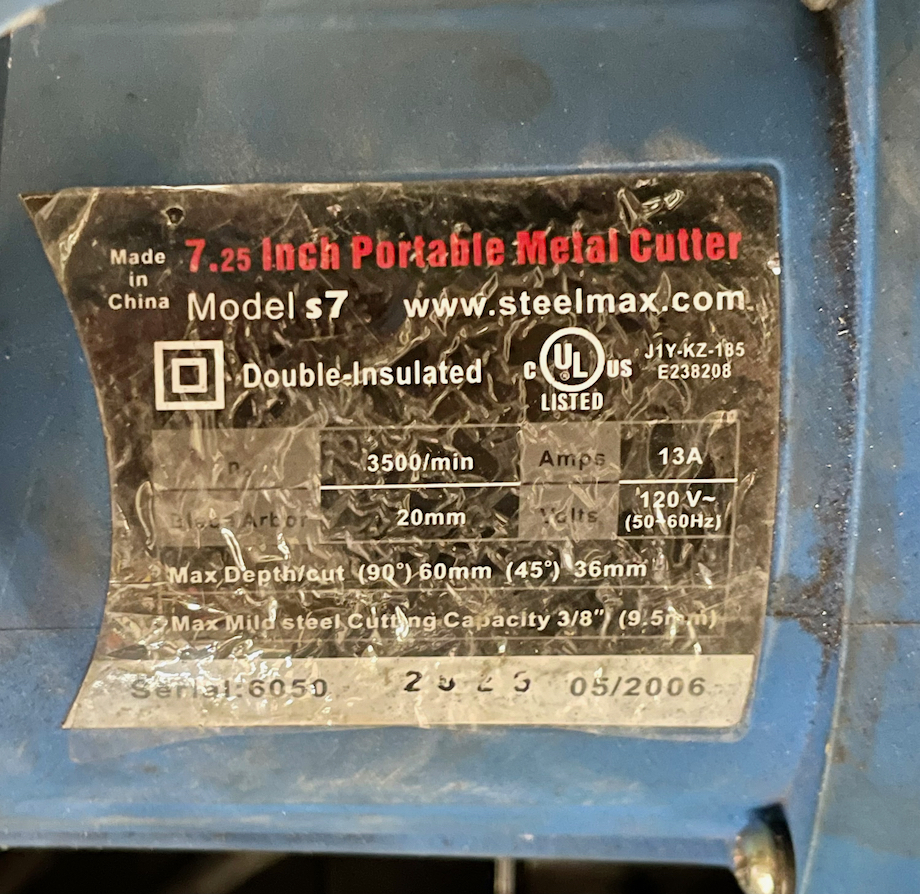 Made in China
7.25 Inch Portable Metal Cutter
Model s7 www.steelmax.com
Double-Insulated
C UL US
LISTED
J1Y-KZ-185
E238208
n 3500/min Amps 13A
Blade Arbor 20mm Volts 120 V~
(50~60Hz)
Max Depth/cut (90°) 60mm (45°) 36mm
Max Mild steel Cutting Capacity 3/8" (9.5mm)
Serial:6050 05/2006